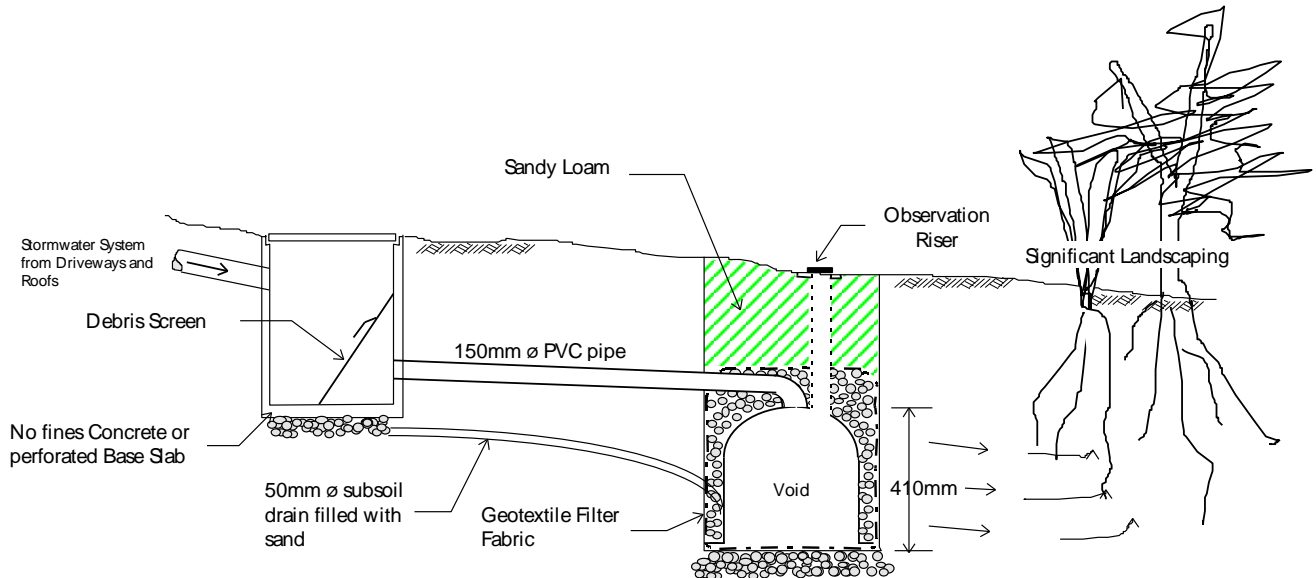 Sandy Loam
Observation
Riser
Stormwater System
from Driveways and
Roofs
Significant Landscaping
Debris Screen
150mm ø PVC pipe
No fines Concrete or
perforated Base Slab
50mm ø subsoil
drain filled with
sand
Geotextile Filter
Fabric
Void
410mm